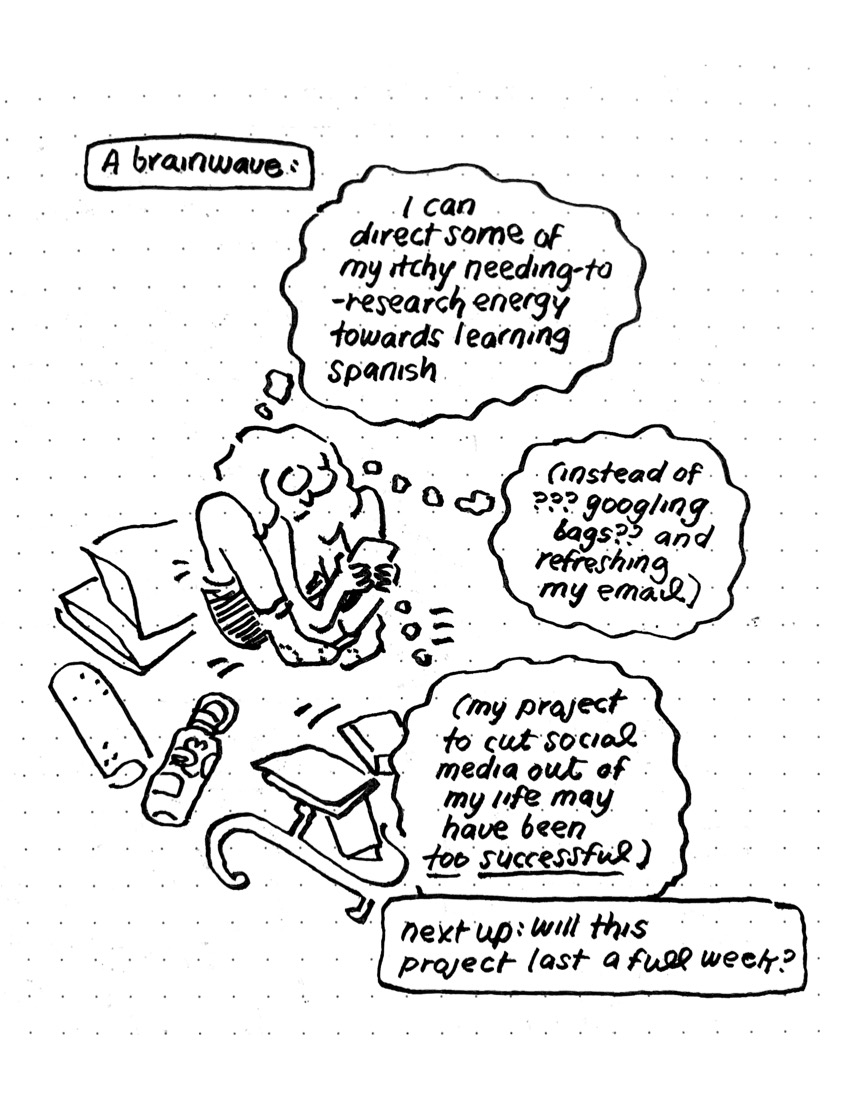 A brainwave:
I can
direct some of
my itchy needing-to
-research energy
towards learning
spanish
(instead of
??? googling
bags?? and
refreshing
my email)
(my project
to cut social
media out of
my life may
have been
too successful)
next up: will this
project last a full week?